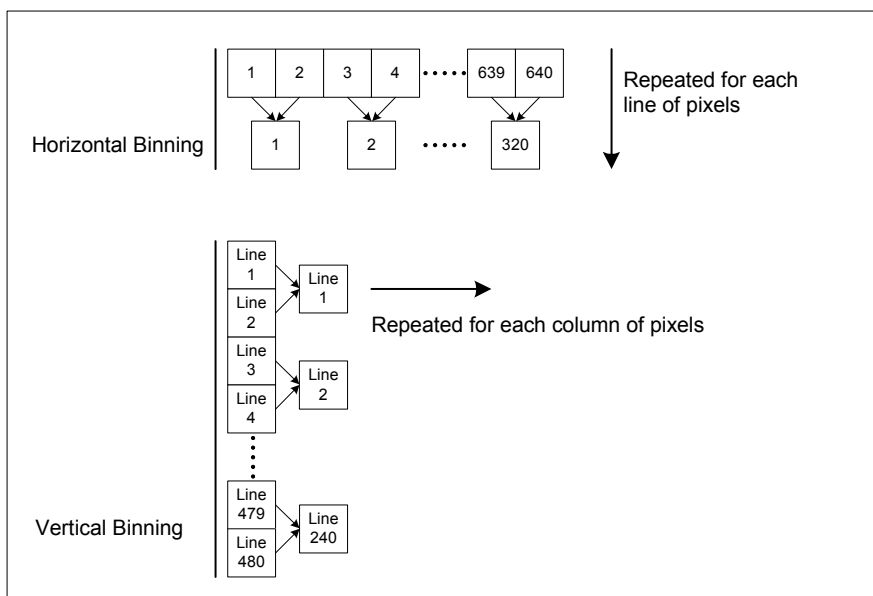 1 2 3 4 ..... 639 640
Repeated for each
line of pixels
Horizontal Binning
1 2 ..... 320
Line
1
Line
2
Line
1
Repeated for each column of pixels
Line
3
Line
4
Line
2
Line
479
Line
480
Line
240
Vertical Binning